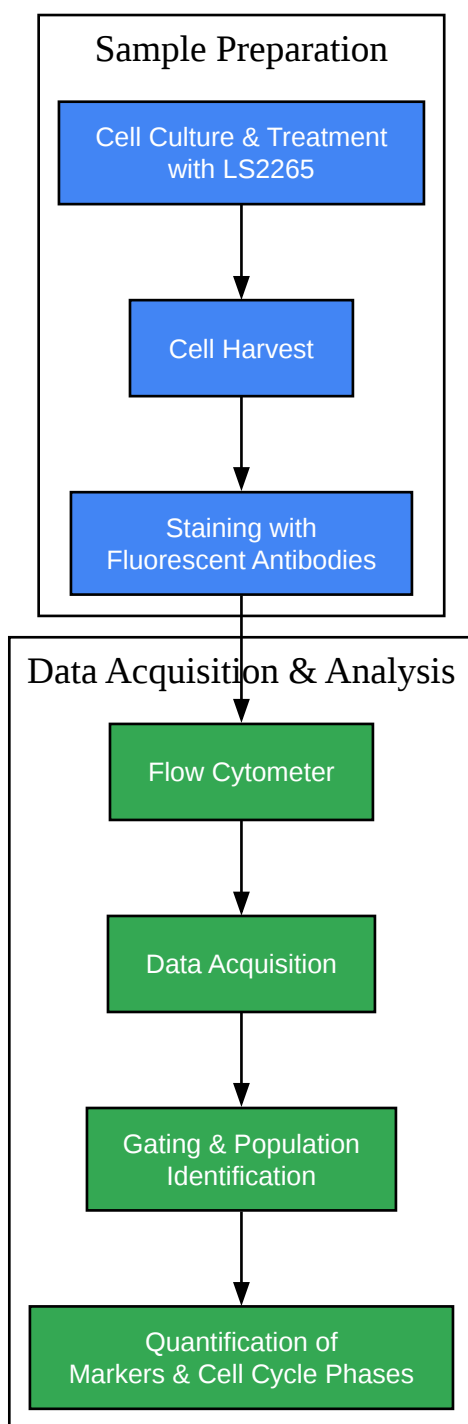 Sample Preparation
Cell Culture & Treatment
with LS2265
Cell Harvest
Staining with
Fluorescent Antibodies
Data Acquisition & Analysis
Flow Cytometer
Data Acquisition
Gating & Population
Identification
Quantification of
Markers & Cell Cycle Phases